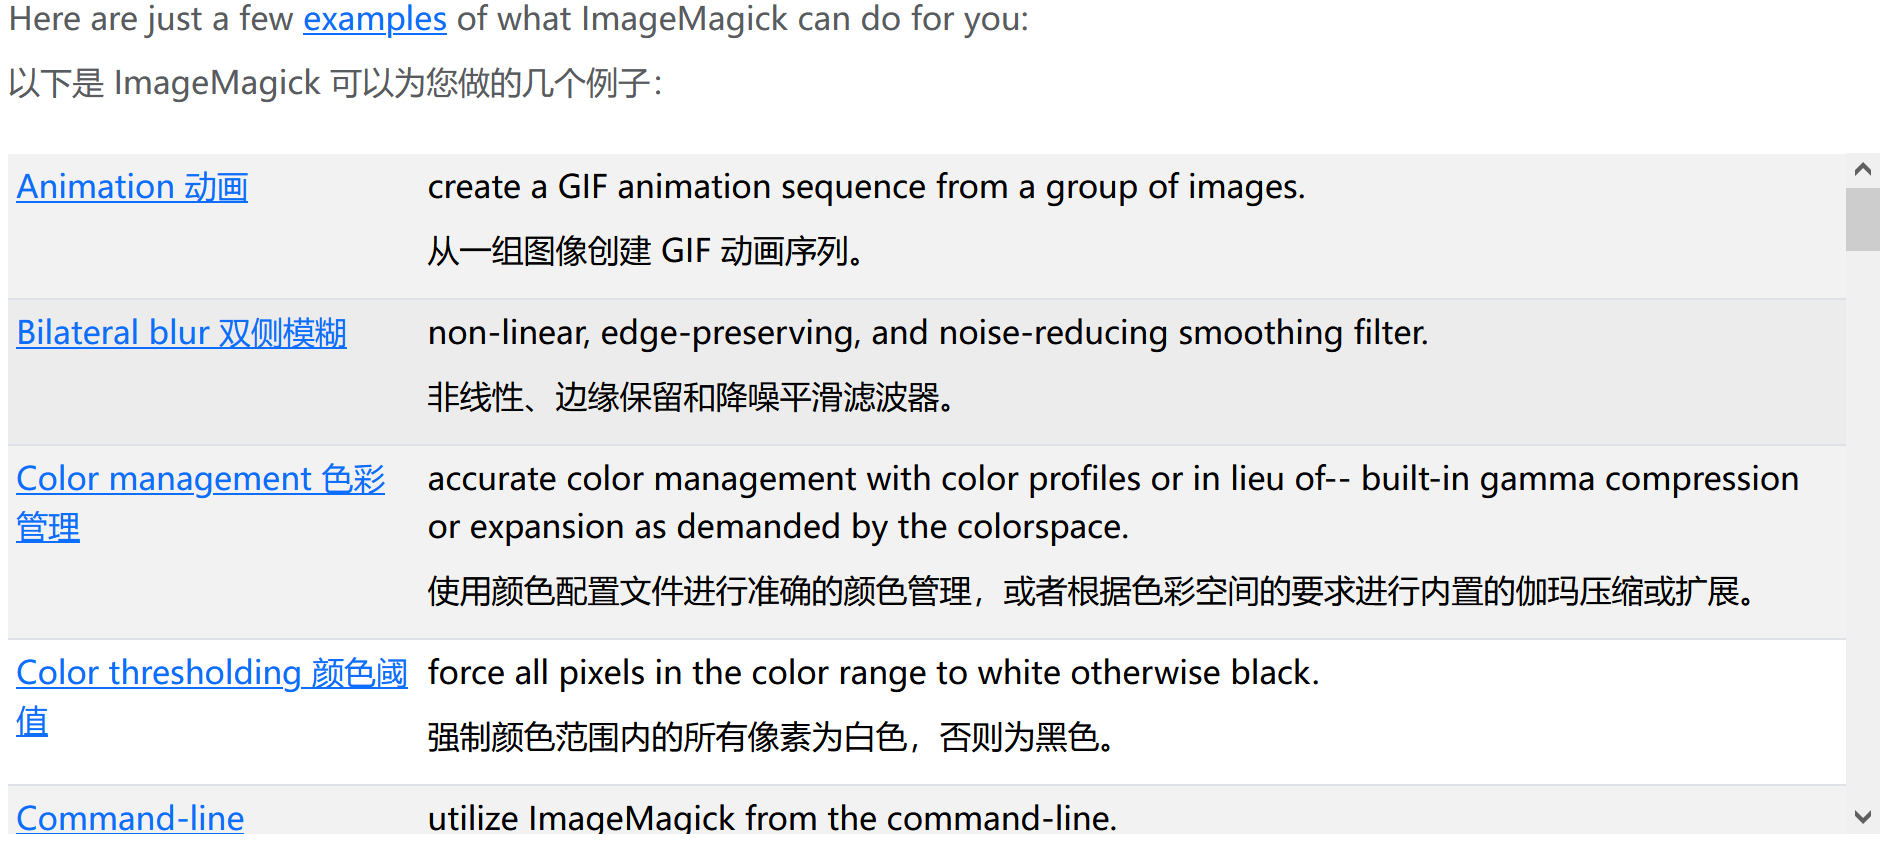 Here are just a few examples of what ImageMagick can do for you:
以下是 ImageMagick 可以为您做的几个例子：
Animation 动画
create a GIF animation sequence from a group of images.
从一组图像创建 GIF 动画序列。
Bilateral blur 双侧模糊
non-linear, edge-preserving, and noise-reducing smoothing filter.
非线性、边缘保留和降噪平滑滤波器。
Color management 色彩
管理
accurate color management with color profiles or in lieu of-- built-in gamma compression
or expansion as demanded by the colorspace.
使用颜色配置文件进行准确的颜色管理，或者根据色彩空间的要求进行内置的伽玛压缩或扩展。
Color thresholding 颜色阈
值
force all pixels in the color range to white otherwise black.
强制颜色范围内的所有像素为白色，否则为黑色。
Command-line
utilize ImageMagick from the command-line.